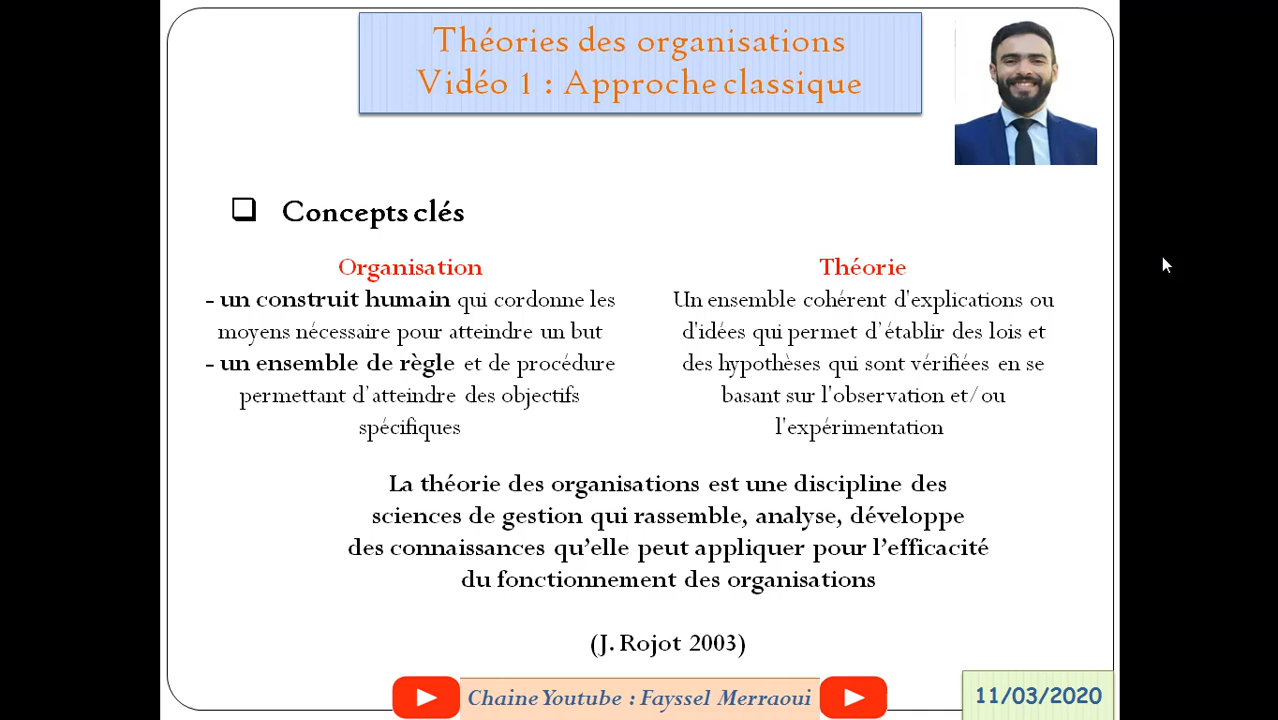 Théories des organisations
Vidéo 1 : Approche classique
Concepts clés
Organisation
- un construit humain qui cordonne les
moyens nécessaire pour atteindre un but
- un ensemble de règle et de procédure
permettant d'atteindre des objectifs
spécifiques
Théorie
Un ensemble cohérent d'explications ou
d'idées qui permet d'établir des lois et
des hypothèses qui sont vérifiées en se
basant sur l'observation et/ou
l'expérimentation
La théorie des organisations est une discipline des
sciences de gestion qui rassemble, analyse, développe
des connaissances qu'elle peut appliquer pour l'efficacité
du fonctionnement des organisations
(J. Rojot 2003)
Chaine Youtube : Fayssel Merraoui
11/03/2020